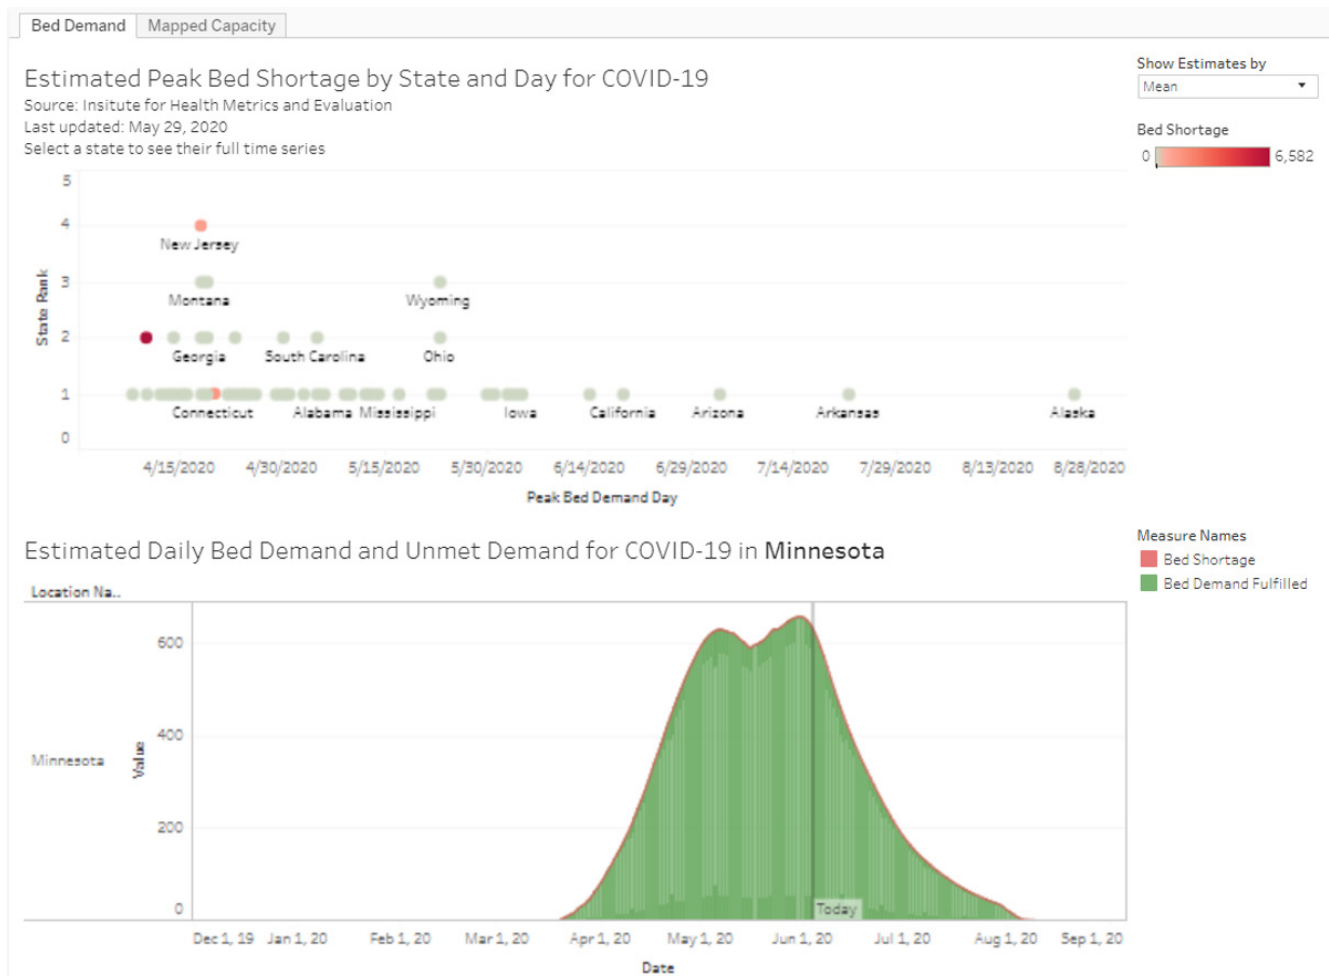 Bed Demand
Mapped Capacity
Estimated Peak Bed Shortage by State and Day for COVID-19
Source: Insitute for Health Metrics and Evaluation
Last updated: May 29, 2020
Select a state to see their full time series
Show Estimates by
Mean
Bed Shortage
0
6,582
State Rank
5
4
3
2
1
0
New Jersey
Montana
Wyoming
Georgia
South Carolina
Ohio
Connecticut
Alabama
Mississippi
Iowa
California
Arizona
Arkansas
Alaska
4/15/2020
4/30/2020
5/15/2020
5/30/2020
6/14/2020
6/29/2020
7/14/2020
7/29/2020
8/13/2020
8/28/2020
Peak Bed Demand Day
Estimated Daily Bed Demand and Unmet Demand for COVID-19 in Minnesota
Measure Names
Bed Shortage
Bed Demand Fulfilled
Location Na..
Minnesota
Value
600
400
200
0
Today
Dec 1, 19
Jan 1, 20
Feb 1, 20
Mar 1, 20
Apr 1, 20
May 1, 20
Jun 1, 20
Jul 1, 20
Aug 1, 20
Sep 1, 20
Date